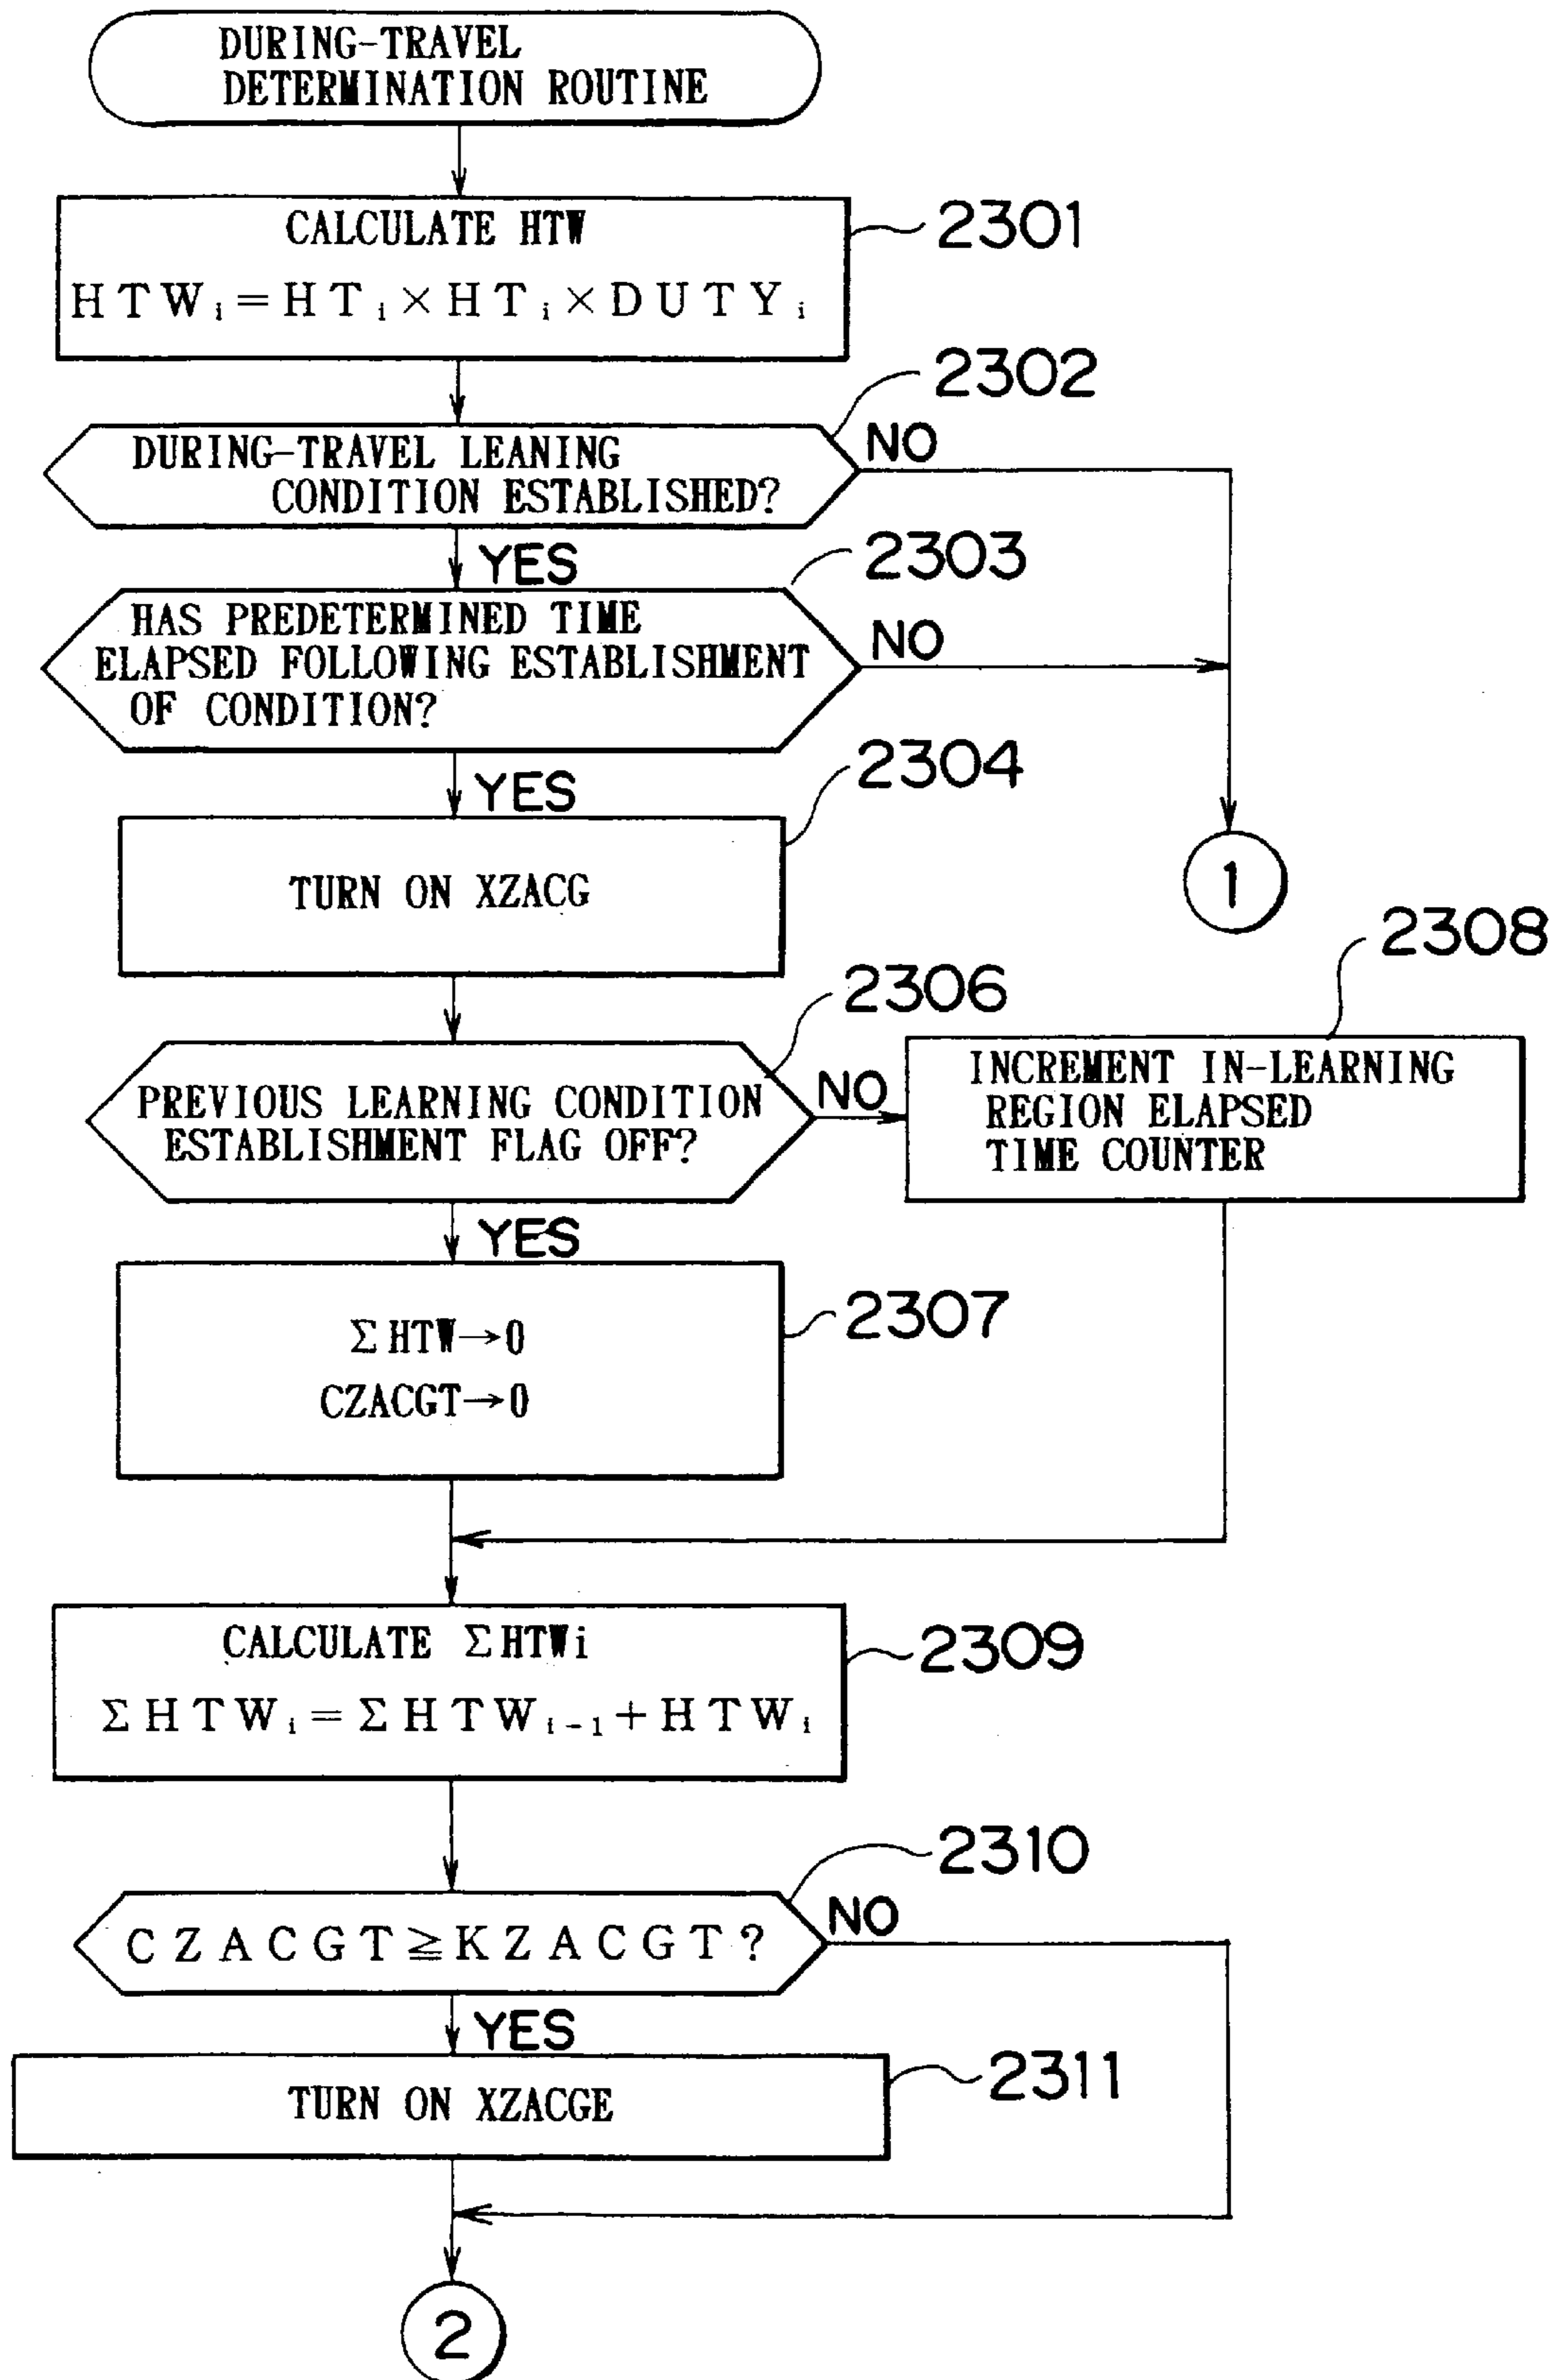 DURING-TRAVEL
DETERMINATION ROUTINE
CALCULATE HTW
HTWi=HTi×HTi×DUTYi
2301
2302
DURING-TRAVEL LEANING
CONDITION ESTABLISHED?
NO
YES
2303
HAS PREDETERMINED TIME
ELAPSED FOLLOWING ESTABLISHMENT
OF CONDITION?
NO
YES
2304
TURN ON XZACG
1
2306
PREVIOUS LEARNING CONDITION
ESTABLISHMENT FLAG OFF?
NO
2308
INCREMENT IN-LEARNING
REGION ELAPSED
TIME COUNTER
YES
2307
ΣHTW→0
CZACGT→0
CALCULATE ΣHTWi
ΣHTWi=ΣHTWi-1+HTWi
2309
2310
CZACGT≧KZACGT?
NO
YES
2311
TURN ON XZACGE
2